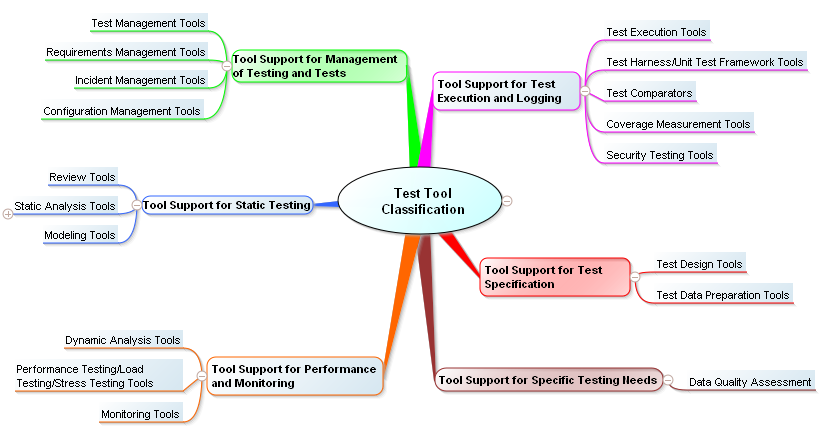 Test Tool
Classification
Tool Support for Management
of Testing and Tests
Test Management Tools
Requirements Management Tools
Incident Management Tools
Configuration Management Tools
Tool Support for Test
Execution and Logging
Test Execution Tools
Test Harness/Unit Test Framework Tools
Test Comparators
Coverage Measurement Tools
Security Testing Tools
Tool Support for Static Testing
Review Tools
Static Analysis Tools
Modeling Tools
Tool Support for Test
Specification
Test Design Tools
Test Data Preparation Tools
Tool Support for Performance
and Monitoring
Dynamic Analysis Tools
Performance Testing/Load
Testing/Stress Testing Tools
Monitoring Tools
Tool Support for Specific Testing Needs
Data Quality Assessment